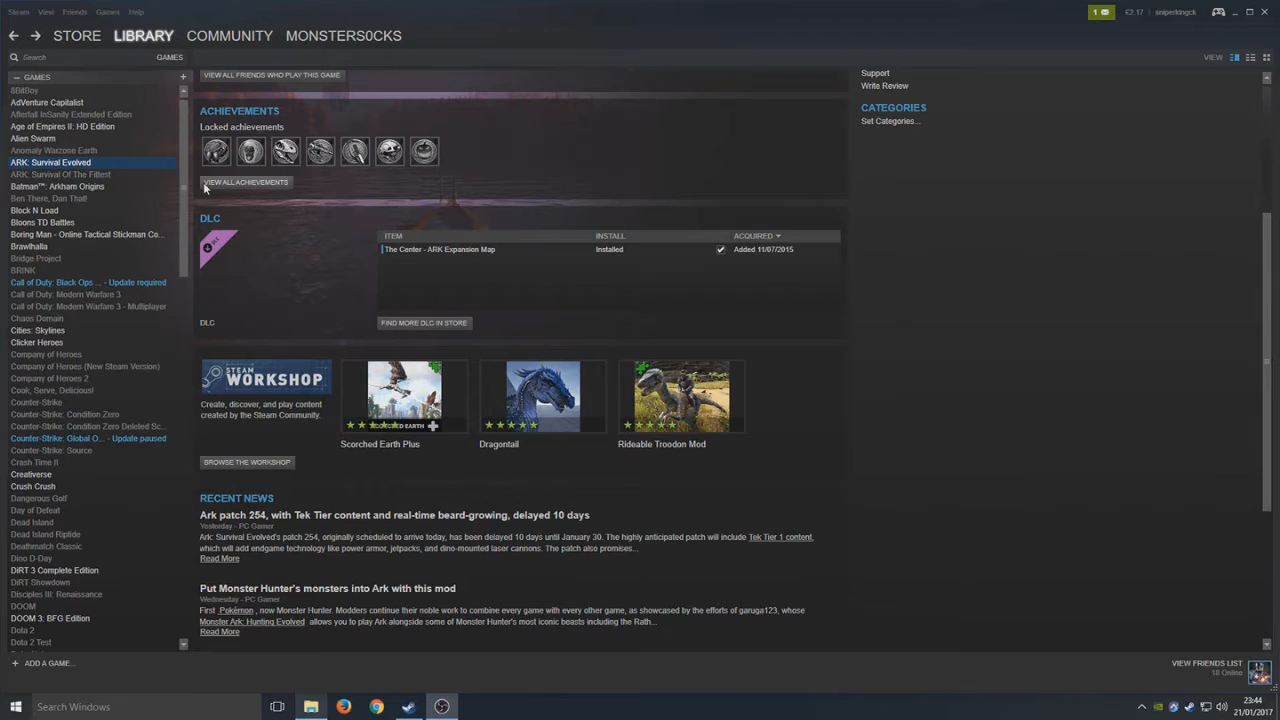 Steam View Friends Games Help
1
€2.17 sniperkingck
STORE LIBRARY COMMUNITY MONSTERS0CKS
Search GAMES
VIEW
— GAMES +
8BitBoy
AdVenture Capitalist
Afterfall InSanity Extended Edition
Age of Empires II: HD Edition
Alien Swarm
Anomaly Warzone Earth
ARK: Survival Evolved
ARK: Survival Of The Fittest
Batman™: Arkham Origins
Ben There, Dan That!
Block N Load
Bloons TD Battles
Boring Man - Online Tactical Stickman Co...
Brawlhalla
Bridge Project
BRINK
Call of Duty: Black Ops ... - Update required
Call of Duty: Modern Warfare 3
Call of Duty: Modern Warfare 3 - Multiplayer
Chaos Domain
Cities: Skylines
Clicker Heroes
Company of Heroes
Company of Heroes (New Steam Version)
Company of Heroes 2
Cook, Serve, Delicious!
Counter-Strike
Counter-Strike: Condition Zero
Counter-Strike: Condition Zero Deleted Sc...
Counter-Strike: Global O... - Update paused
Counter-Strike: Source
Crash Time II
Creativerse
Crush Crush
Dangerous Golf
Day of Defeat
Dead Island
Dead Island Riptide
Deathmatch Classic
Dino D-Day
DiRT 3 Complete Edition
DiRT Showdown
Disciples III: Renaissance
DOOM
DOOM 3: BFG Edition
Dota 2
Dota 2 Test
+ ADD A GAME...
VIEW ALL FRIENDS WHO PLAY THIS GAME
ACHIEVEMENTS
Locked achievements
VIEW ALL ACHIEVEMENTS
DLC
DLC
ITEM INSTALL ACQUIRED
The Center - ARK Expansion Map Installed Added 11/07/2015
DLC
FIND MORE DLC IN STORE
STEAM WORKSHOP
Create, discover, and play
content
created by the Steam Community.
SCORCHED EARTH
Scorched Earth Plus
Dragontail
Rideable Troodon Mod
BROWSE THE WORKSHOP
RECENT NEWS
Ark patch 254, with Tek Tier content and real-time beard-growing, delayed 10 days
Yesterday - PC Gamer
Ark: Survival Evolved's patch 254, originally scheduled to arrive today, has been delayed 10 days until January 30. The highly anticipated patch will include Tek Tier 1 content,
which will add endgame technology like power armor, jetpacks, and dino-mounted laser cannons. The patch also promises...
Read More
Put Monster Hunter's monsters into Ark with this mod
Wednesday - PC Gamer
First Pokémon , now Monster Hunter. Modders continue their noble work to combine every game with every other game, as showcased by the efforts of garuga123, whose
Monster Ark: Hunting Evolved allows you to play Ark alongside some of Monster Hunter's most iconic beasts including the Rath...
Read More
Support
Write Review
CATEGORIES
Set Categories...
VIEW FRIENDS LIST
18 Online
Search Windows
23:44
21/01/2017